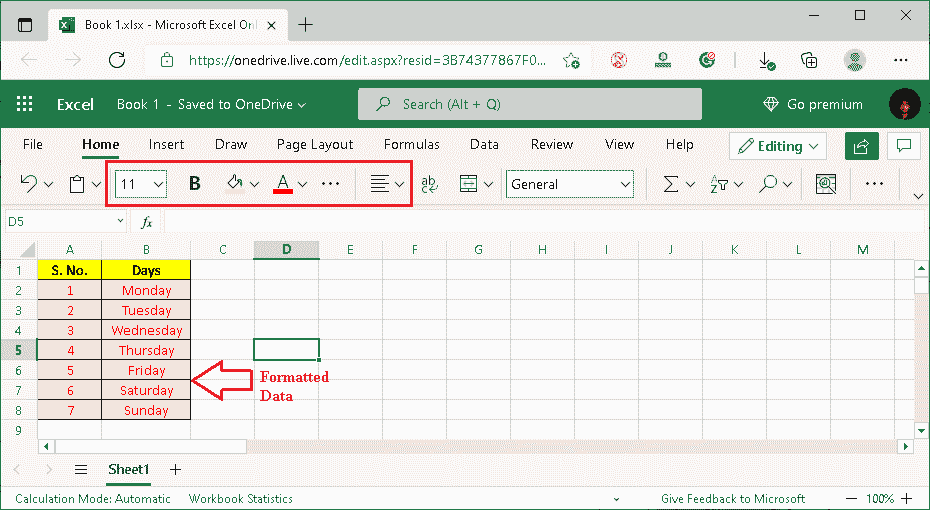 Book 1.xlsx - Microsoft Excel Onl
https://onedrive.live.com/edit.aspx?resid=3B74377867F0...
Excel Book 1 - Saved to OneDrive Search (Alt + Q) Go premium
File Home Insert Draw Page Layout Formulas Data Review View Help Editing
11 B A ... ab c General Σ A Z ...
D5 fx
A B C D E F G H I J K L M
1 S. No. Days
2 1 Monday
3 2 Tuesday
4 3 Wednesday
5 4 Thursday
6 5 Friday
Formatted
7 6 Saturday
Data
8 7 Sunday
9
Sheet1
Calculation Mode: Automatic Workbook Statistics Give Feedback to Microsoft 100%